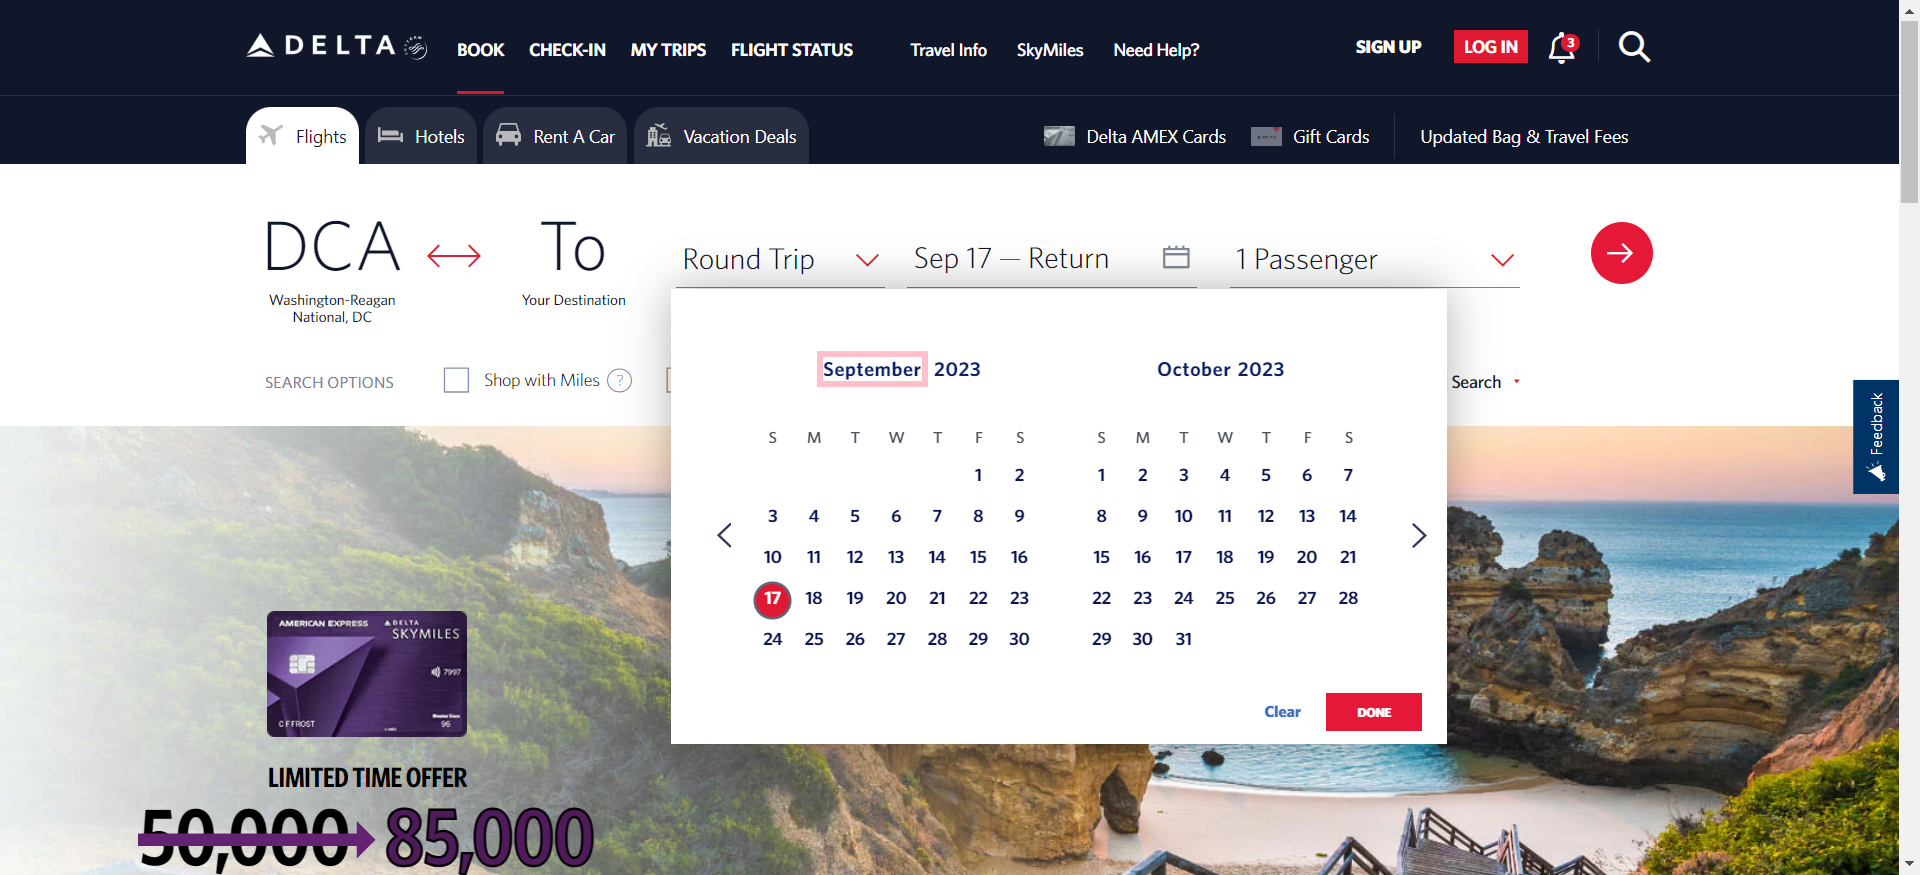 DELTA BOOK CHECK-IN MY TRIPS FLIGHT STATUS Travel Info SkyMiles Need Help? SIGN UP LOG IN 3
Flights Hotels Rent A Car Vacation Deals Delta AMEX Cards Gift Cards Updated Bag & Travel Fees
DCA To Round Trip Sep 17 — Return 1 Passenger
Washington-Reagan
National, DC
Your Destination
SEARCH OPTIONS Shop with Miles ? Search
September 2023
S M T W T F S
1 2
3 4 5 6 7 8 9
10 11 12 13 14 15 16
17 18 19 20 21 22 23
24 25 26 27 28 29 30
October 2023
S M T W T F S
1 2 3 4 5 6 7
8 9 10 11 12 13 14
15 16 17 18 19 20 21
22 23 24 25 26 27 28
29 30 31
Clear DONE
Feedback
AMERICAN EXPRESS DELTA
SKYMILES
7997
C F FROST
96
LIMITED TIME OFFER
50,000 85,000